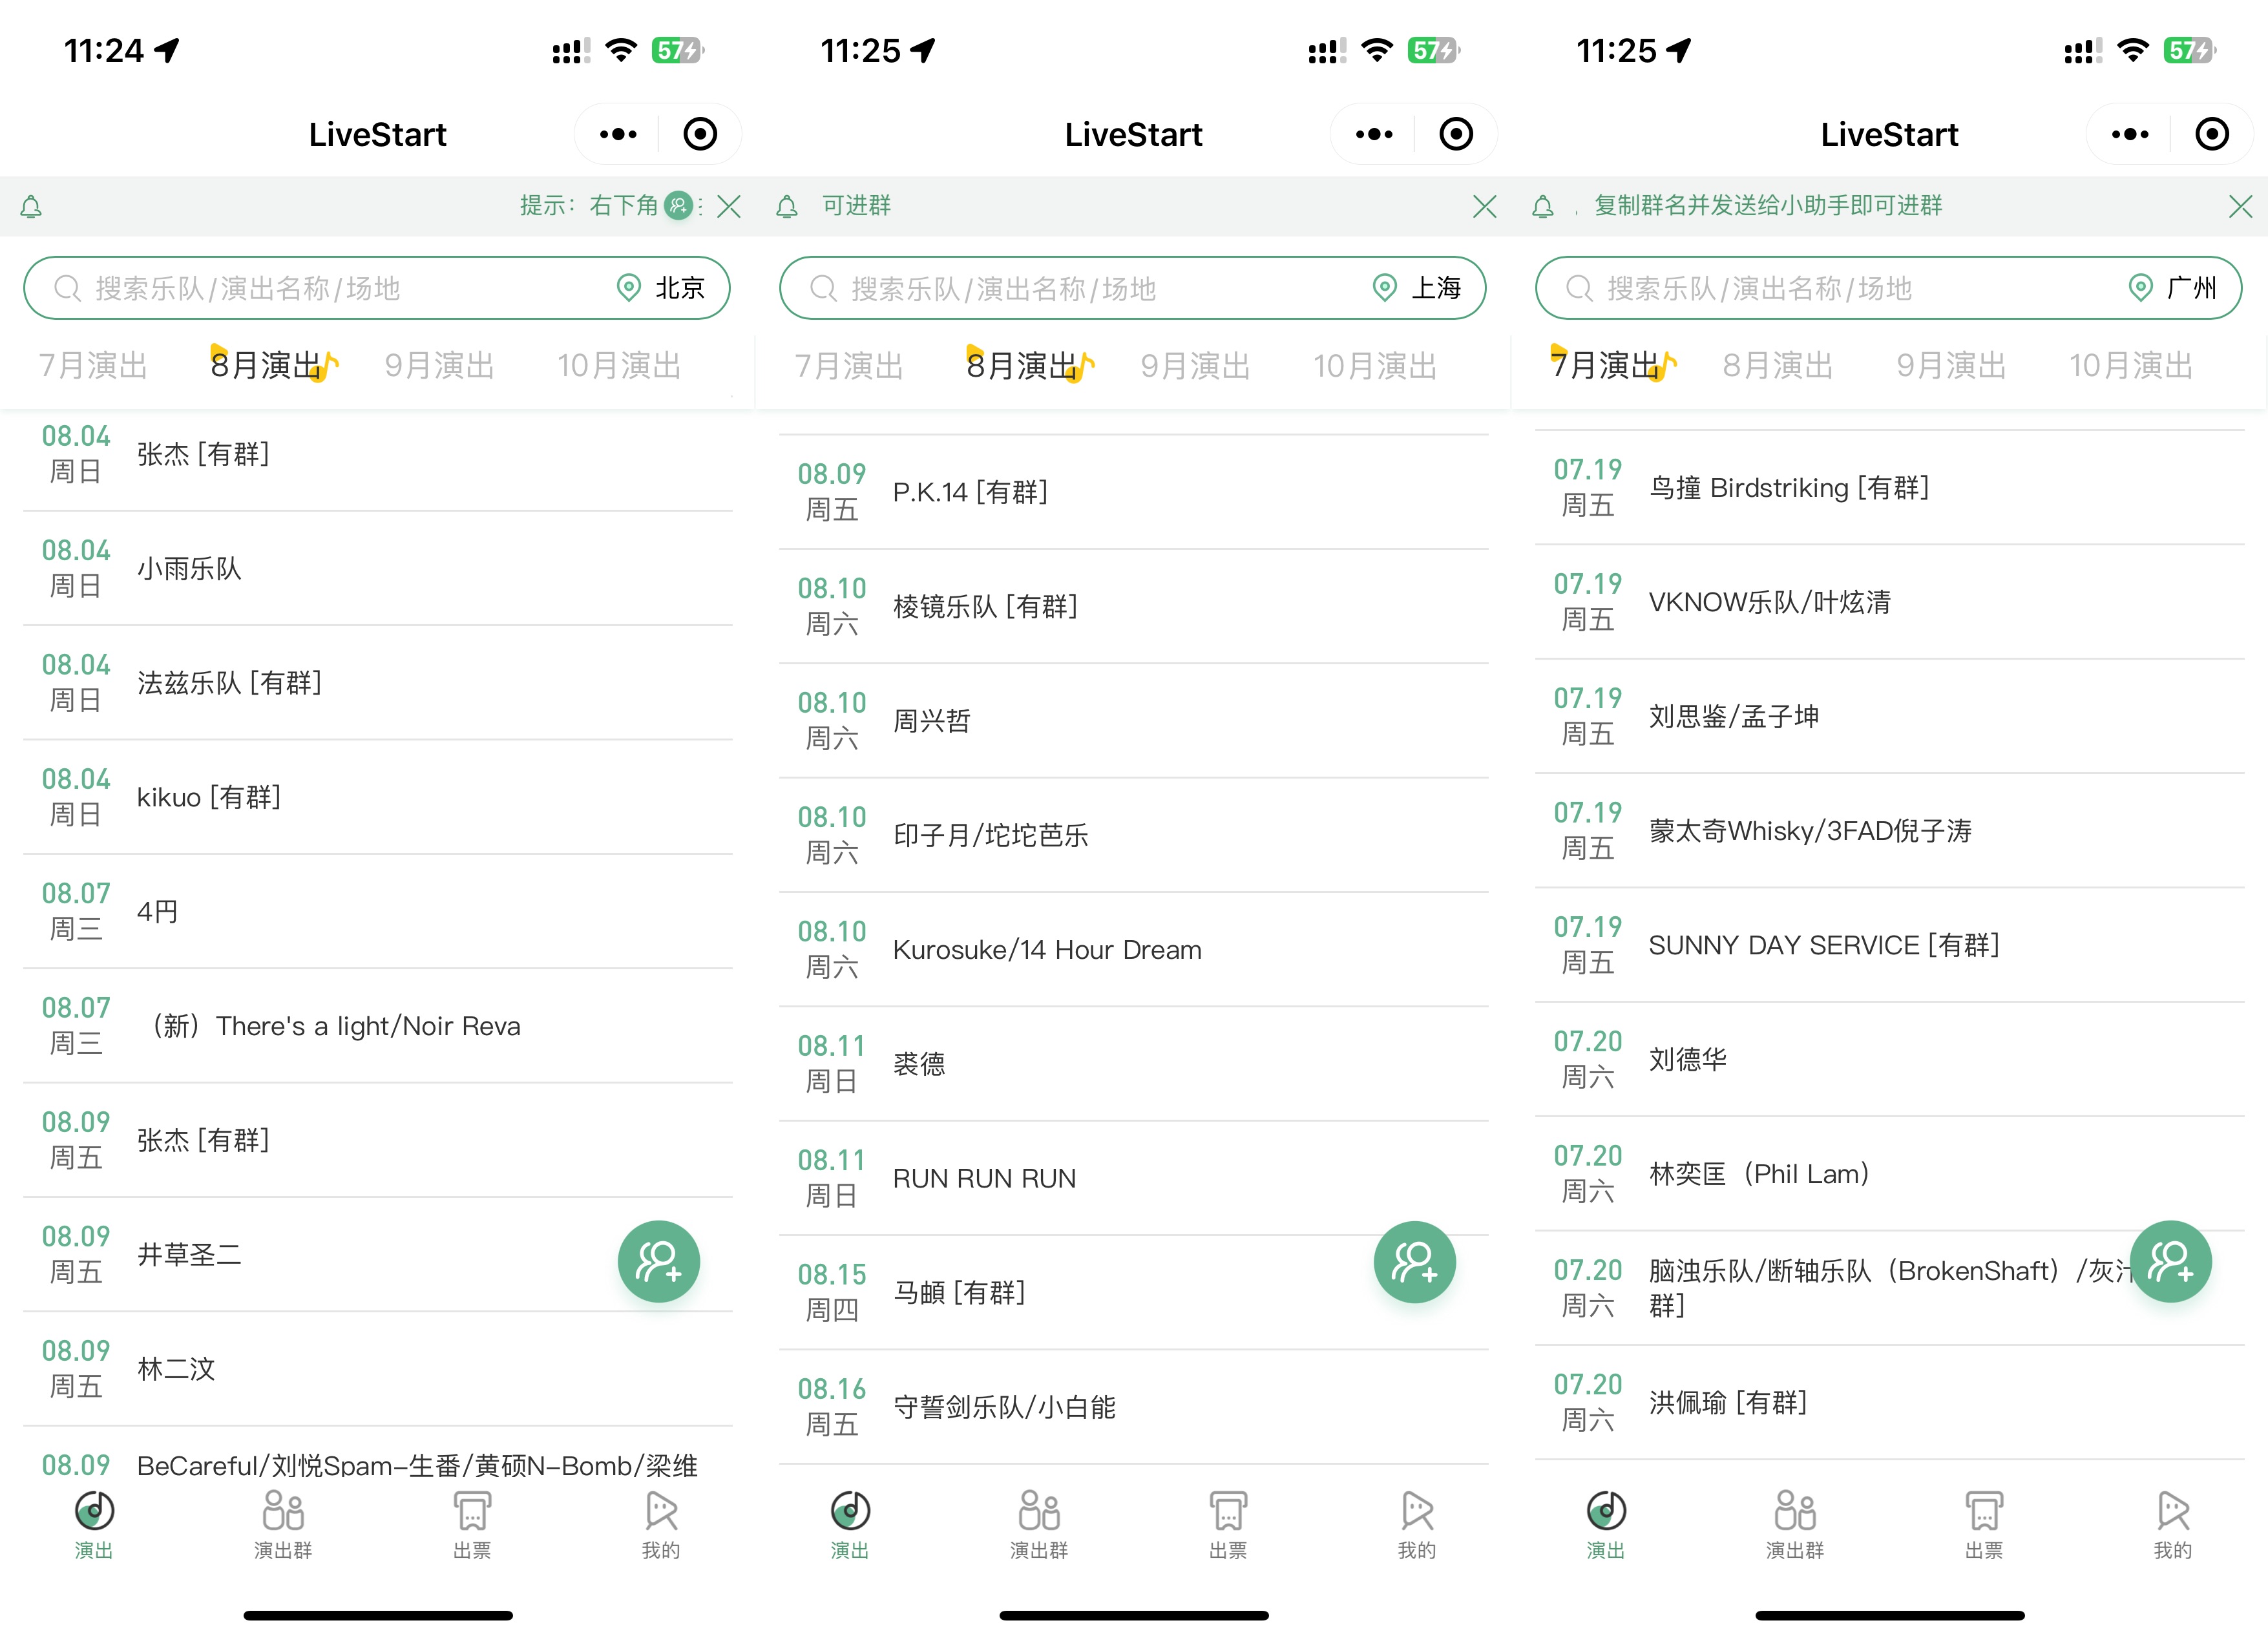 11:24
57
LiveStart
提示：右下角
搜索乐队/演出名称/场地
北京
7月演出
8月演出
9月演出
10月演出
08.04
周日
张杰 [有群]
08.04
周日
小雨乐队
08.04
周日
法兹乐队 [有群]
08.04
周日
kikuo [有群]
08.07
周三
4円
08.07
周三
（新）There's a light/Noir Reva
08.09
周五
张杰 [有群]
08.09
周五
井草圣二
08.09
周五
林二汶
08.09
BeCareful/刘悦Spam-生番/黄硕N-Bomb/梁维
演出
演出群
出票
我的
11:25
57
LiveStart
可进群
搜索乐队/演出名称/场地
上海
7月演出
8月演出
9月演出
10月演出
08.09
周五
P.K.14 [有群]
08.10
周六
棱镜乐队 [有群]
08.10
周六
周兴哲
08.10
周六
印子月/坨坨芭乐
08.10
周六
Kurosuke/14 Hour Dream
08.11
周日
裘德
08.11
周日
RUN RUN RUN
08.15
周四
马頔 [有群]
08.16
周五
守誓剑乐队/小白能
演出
演出群
出票
我的
11:25
57
LiveStart
复制群名并发送给小助手即可进群
搜索乐队/演出名称/场地
广州
7月演出
8月演出
9月演出
10月演出
07.19
周五
鸟撞 Birdstriking [有群]
07.19
周五
VKNOW乐队/叶炫清
07.19
周五
刘思鉴/孟子坤
07.19
周五
蒙太奇Whisky/3FAD倪子涛
07.19
周五
SUNNY DAY SERVICE [有群]
07.20
周六
刘德华
07.20
周六
林奕匡（Phil Lam）
07.20
周六
脑浊乐队/断轴乐队（BrokenShaft）/灰
群]
07.20
周六
洪佩瑜 [有群]
演出
演出群
出票
我的